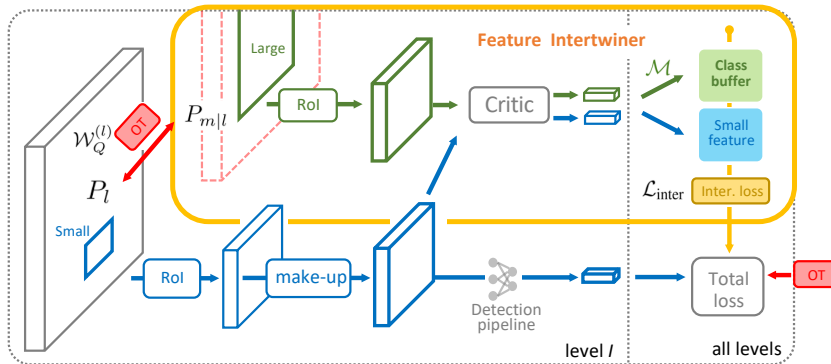 Feature Intertwiner
Large
RoI
Critic
M
Class
buffer
Small
feature
W_Q^(l)
OT
P_{m|l}
P_l
L_inter
Inter. loss
Small
RoI
make-up
Detection
pipeline
Total
loss
OT
level l
all levels